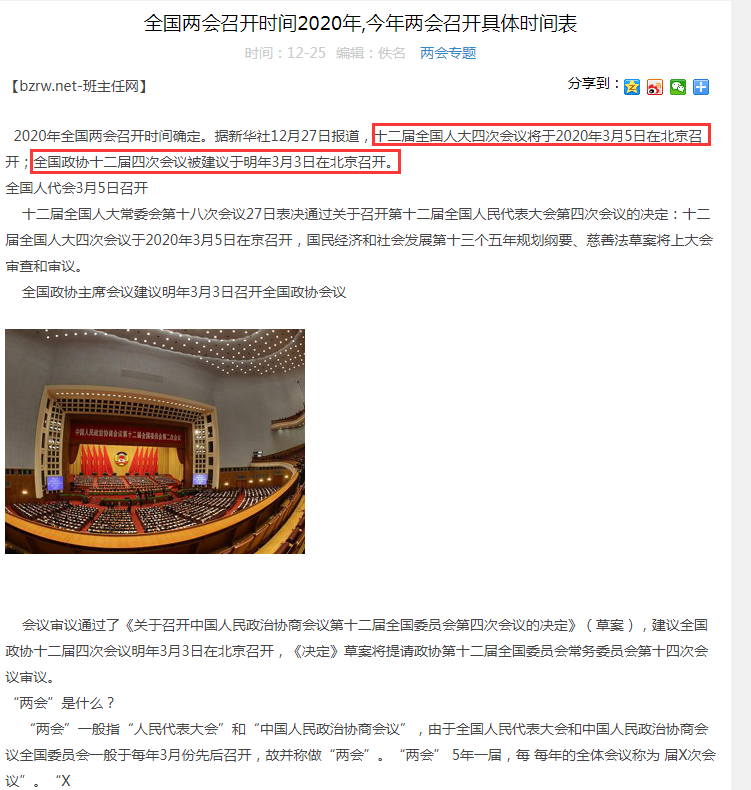 全国两会召开时间2020年,今年两会召开具体时间表
时间：12-25 编辑：佚名 两会专题
【bzrw.net-班主任网】 分享到：
2020年全国两会召开时间确定。据新华社12月27日报道，十二届全国人大四次会议将于2020年3月5日在北京召
开；全国政协十二届四次会议被建议于明年3月3日在北京召开。
全国人代会3月5日召开
十二届全国人大常委会第十八次会议27日表决通过关于召开第十二届全国人民代表大会第四次会议的决定：十二
届全国人大四次会议于2020年3月5日在京召开，国民经济和社会发展第十三个五年规划纲要、慈善法草案将上大会
审查和审议。
全国政协主席会议建议明年3月3日召开全国政协会议
中国人民政治协商会议第十二届全国委员会第二次会议
会议审议通过了《关于召开中国人民政治协商会议第十二届全国委员会第四次会议的决定》（草案），建议全国
政协十二届四次会议明年3月3日在北京召开，《决定》草案将提请政协第十二届全国委员会常务委员会第十四次会
议审议。
“两会”是什么？
“两会”一般指“人民代表大会”和“中国人民政治协商会议”，由于全国人民代表大会和中国人民政治协商会
议全国委员会一般于每年3月份先后召开，故并称做“两会”。“两会” 5年一届，每 每年的全体会议称为 届X次会
议”。“X